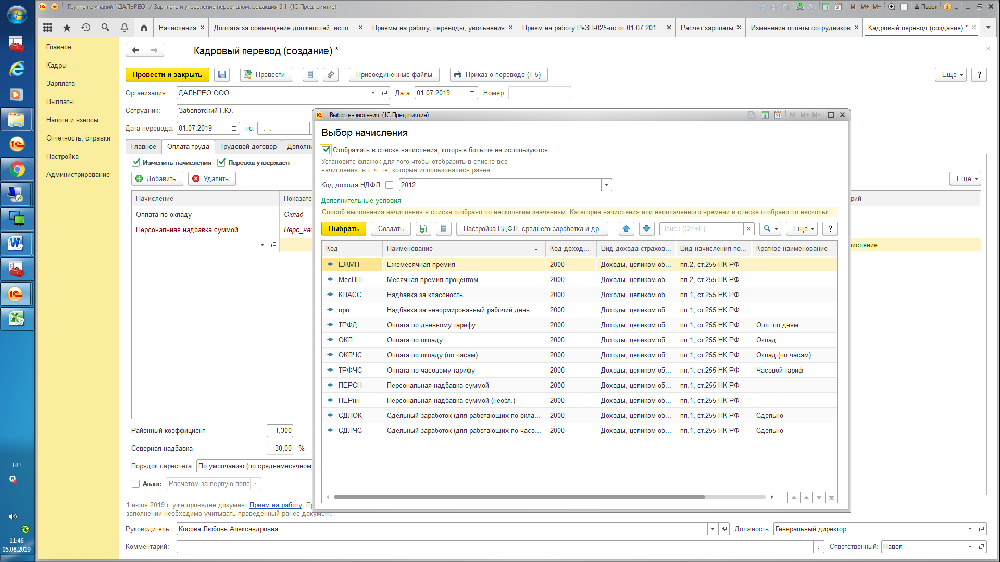 Группа компаний "ДАЛЬРЕО" / Зарплата и управление персоналом, редакция 3.1 (1С:Предприятие)
M M+ M- Павел
Начисления
Доплата за совмещение должностей, испо...
Приемы на работу, переводы, увольнения
Прием на работу РеЗП-025-лс от 01.07.201...
Расчет зарплаты
Изменение оплаты сотрудников
Кадровый перевод (создание) *
Главное
Кадры
Зарплата
Выплаты
Налоги и взносы
Отчетность, справки
Настройка
Администрирование
Кадровый перевод (создание) *
Провести и закрыть
Провести
Присоединенные файлы
Приказ о переводе (Т-5)
Еще
?
Организация: ДАЛЬРЕО ООО Дата: 01.07.2019 Номер:
Сотрудник: Заболотский Г.Ю.
Дата перевода: 01.07.2019 по: . .
Главное Оплата труда Трудовой договор Дополни
Изменить начисления Перевод утвержден
Добавить Удалить Еще
Начисление Показате рий
Оплата по окладу Оклад
Персональная надбавка суммой Перс_нас
числение
Районный коэффициент 1,300
Северная надбавка 30,00 %
Порядок пересчета: По умолчанию (по среднемесячном
Аванс Расчетом за первую поло
1 июля 2019 г. уже проведен документ Прием на работу. П
заполнении необходимо учитывать проведенный ранее документ.
Руководитель: Косова Любовь Александровна Должность: Генеральный директор
Комментарий: ... Ответственный: Павел
Выбор начисления (1С:Предприятие)
M M+ M-
Выбор начисления
Отображать в списке начисления, которые больше не используются
Установите флажок для того чтобы отобразить в списке все
начисления, в т. ч. те, которые использовались ранее.
Код дохода НДФЛ: 2012
Дополнительные условия
Способ выполнения начисления в списке:отобрано по нескольким значениям; Категория начисления или неоплаченного времени в списке:отобрано по нескольк...
Выбрать Создать Настройка НДФЛ, среднего заработка и др. Поиск (Ctrl+F) × Еще ?
Код Наименование ↓ Код доход... Вид дохода страхов... Вид начисления по... Краткое наименование
ЕЖМП Ежемесячная премия 2000 Доходы, целиком об... пп.2, ст.255 НК РФ
МесПП Месячная премия процентом 2000 Доходы, целиком об... пп.2, ст.255 НК РФ
КЛАСС Надбавка за классность 2000 Доходы, целиком об... пп.1, ст.255 НК РФ
прп Надбавка за ненормированный рабочий день 2000 Доходы, целиком об... пп.1, ст.255 НК РФ
ТРФД Оплата по дневному тарифу 2000 Доходы, целиком об... пп.1, ст.255 НК РФ Опл. по дням
ОКЛ Оплата по окладу 2000 Доходы, целиком об... пп.1, ст.255 НК РФ Оклад
ОКЛЧС Оплата по окладу (по часам) 2000 Доходы, целиком об... пп.1, ст.255 НК РФ Оклад (по часам)
ТРФЧС Оплата по часовому тарифу 2000 Доходы, целиком об... пп.1, ст.255 НК РФ Часовой тариф
ПЕРСН Персональная надбавка суммой 2000 Доходы, целиком об... пп.1, ст.255 НК РФ
ПЕРнн Персональная надбавка суммой (необл.) 2000 Доходы, целиком об... пп.1, ст.255 НК РФ
СДЛОК Сдельный заработок (для работающих по окла... 2000 Доходы, целиком об... пп.1, ст.255 НК РФ Сдельно
СДЛЧС Сдельный заработок (для работающих по часо... 2000 Доходы, целиком об... пп.1, ст.255 НК РФ Сдельно
RU
11:46
05.08.2019